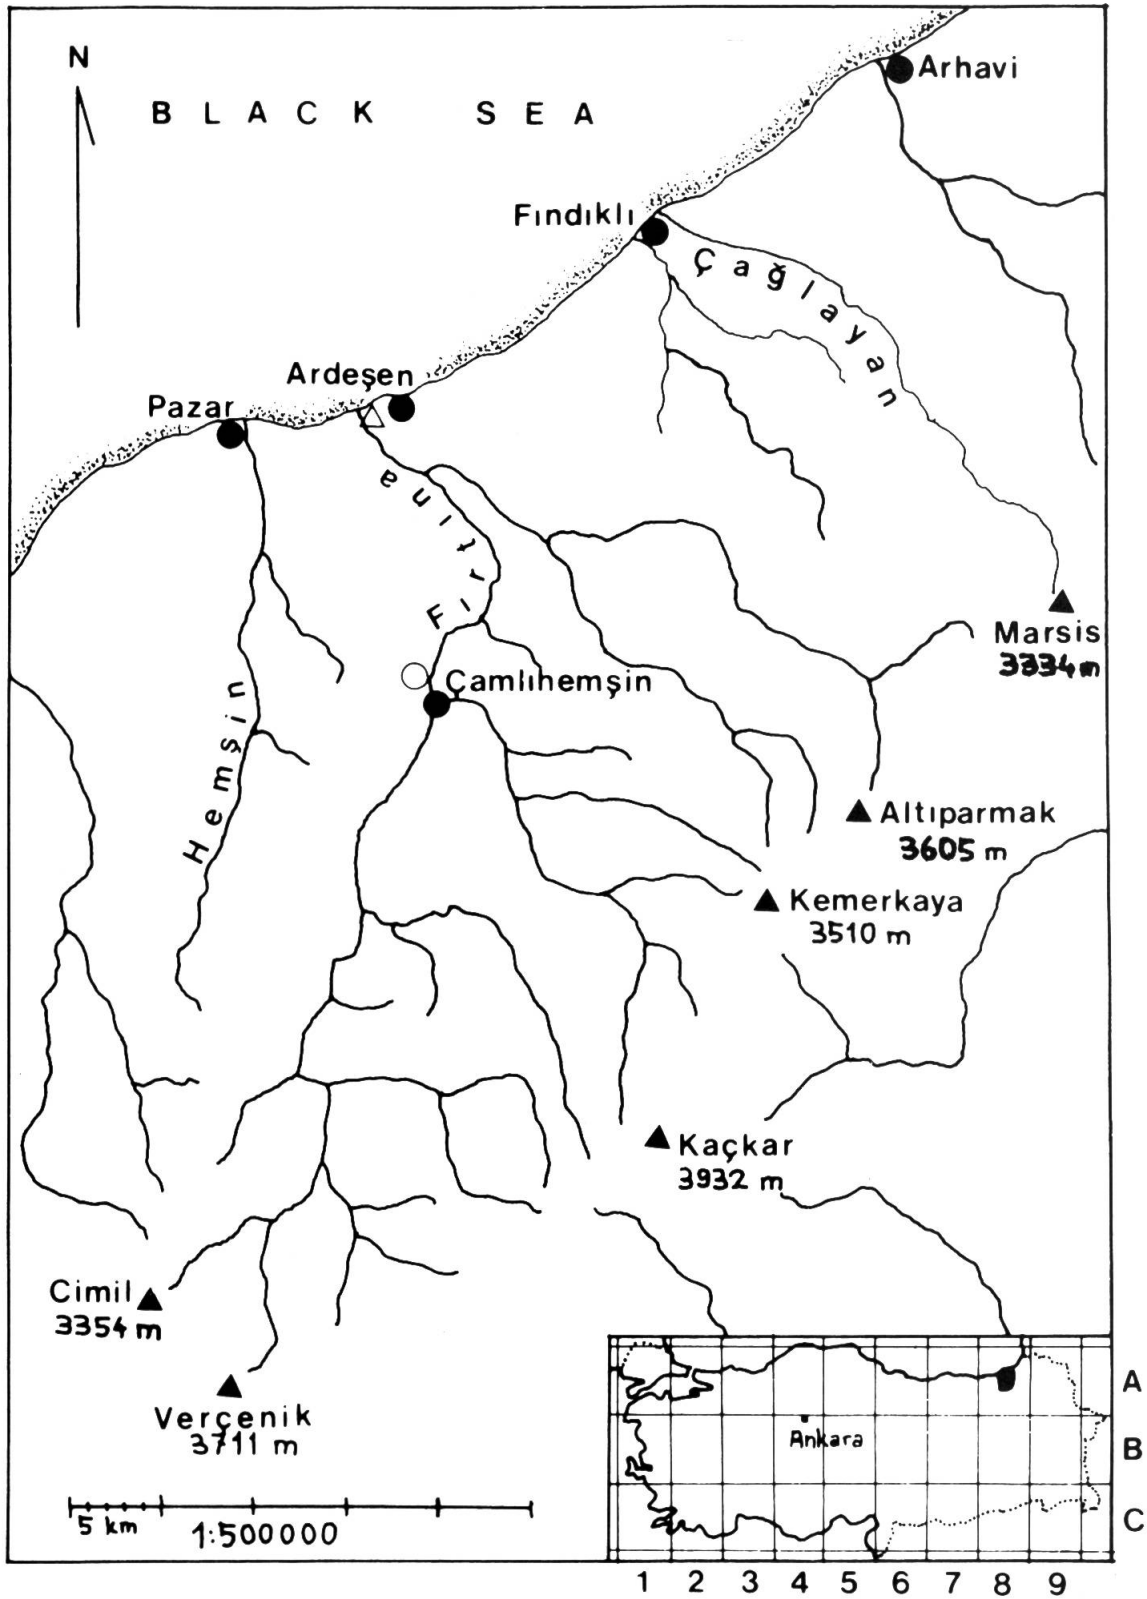 N
BLACK SEA
Arhavi
Fındıklı
Çağlayan
Ardeşen
Pazar
Fırtına
Marsis
3334 m
Çamlıhemşin
Hemşin
Altıparmak
3605 m
Kemerkaya
3510 m
Kaçkar
3932 m
Cimil
3354 m
Verçenik
3711 m
5 km
1:500000
Ankara
A
B
C
1 2 3 4 5 6 7 8 9